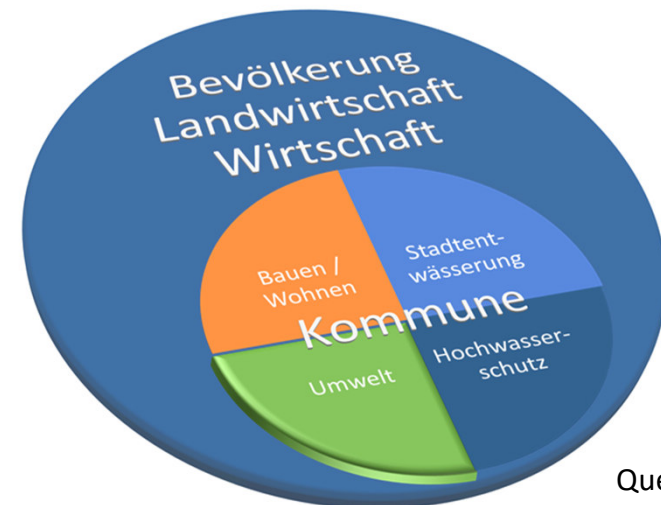 Bevölkerung
Landwirtschaft
Wirtschaft
Bauen /
Wohnen
Stadtent-
wässerung
Kommune
Umwelt
Hochwasser-
schutz